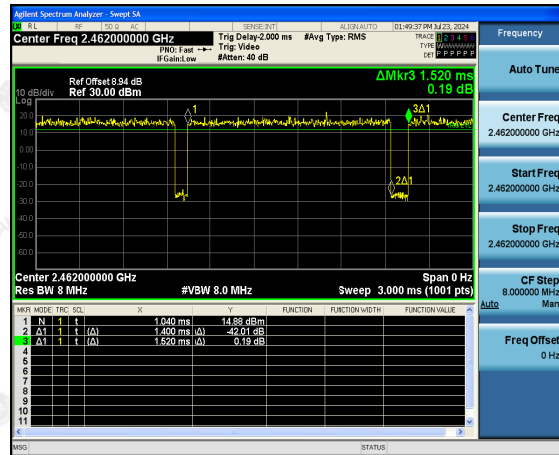 Agilent Spectrum Analyzer - Swept SA
RL RF 50 Ω AC SENSE:INT ALIGN AUTO 01:49:37 PM Jul 23, 2024
Center Freq 2.462000000 GHz
PNO: Fast
IFGain:Low
Trig Delay-2.000 ms
Trig: Video
#Atten: 40 dB
#Avg Type: RMS
TRACE 1 2 3 4 5 6
TYPE WWWWWWW
DET P P P P P P
ΔMkr3 1.520 ms
0.19 dB
Ref Offset 8.94 dB
Ref 30.00 dBm
10 dB/div
Log
20.0
10.0
0.00
-10.0
-20.0
-30.0
-40.0
-50.0
-60.0
1
3Δ1
2Δ1
Center 2.462000000 GHz
Span 0 Hz
Res BW 8 MHz
#VBW 8.0 MHz
Sweep 3.000 ms (1001 pts)
MKR MODE TRC SCL X Y FUNCTION FUNCTION WIDTH FUNCTION VALUE
1 N 1 t 1.040 ms 14.88 dBm
2 Δ1 1 t (Δ) 1.400 ms (Δ) -42.01 dB
3 Δ1 1 t (Δ) 1.520 ms (Δ) 0.19 dB
4
5
6
7
8
9
10
11
MSG
STATUS
Frequency
Auto Tune
Center Freq
2.462000000 GHz
Start Freq
2.462000000 GHz
Stop Freq
2.462000000 GHz
CF Step
8.000000 MHz
Auto Man
Freq Offset
0 Hz